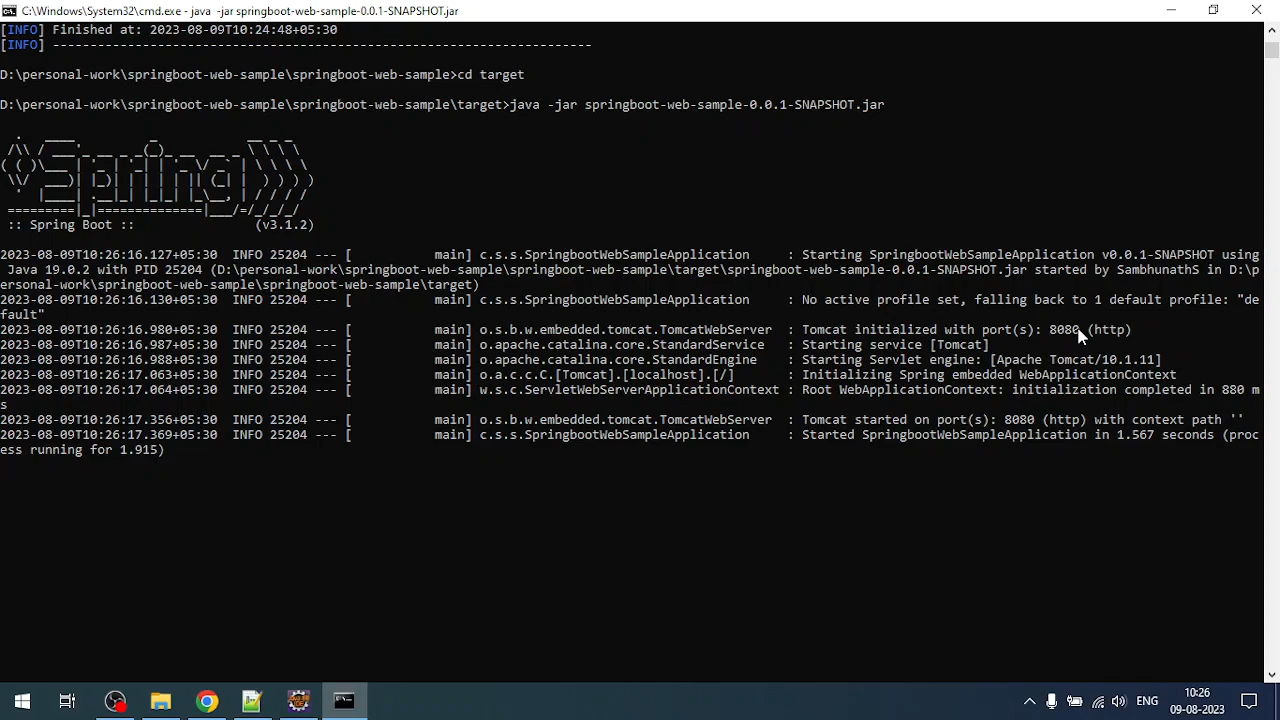 C:\Windows\System32\cmd.exe - java -jar springboot-web-sample-0.0.1-SNAPSHOT.jar
[INFO] Finished at: 2023-08-09T10:24:48+05:30
[INFO] ------------------------------------------------------------------------
D:\personal-work\springboot-web-sample\springboot-web-sample>cd target
D:\personal-work\springboot-web-sample\springboot-web-sample\target>java -jar springboot-web-sample-0.0.1-SNAPSHOT.jar
Spring
:: Spring Boot ::                (v3.1.2)
2023-08-09T10:26:16.127+05:30  INFO 25204 --- [           main] c.s.s.SpringbootWebSampleApplication     : Starting SpringbootWebSampleApplication v0.0.1-SNAPSHOT using
 Java 19.0.2 with PID 25204 (D:\personal-work\springboot-web-sample\springboot-web-sample\target\springboot-web-sample-0.0.1-SNAPSHOT.jar started by SambhunathS in D:\p
ersonal-work\springboot-web-sample\springboot-web-sample\target)
2023-08-09T10:26:16.130+05:30  INFO 25204 --- [           main] c.s.s.SpringbootWebSampleApplication     : No active profile set, falling back to 1 default profile: "de
fault"
2023-08-09T10:26:16.980+05:30  INFO 25204 --- [           main] o.s.b.w.embedded.tomcat.TomcatWebServer  : Tomcat initialized with port(s): 8080 (http)
2023-08-09T10:26:16.987+05:30  INFO 25204 --- [           main] o.apache.catalina.core.StandardService   : Starting service [Tomcat]
2023-08-09T10:26:16.988+05:30  INFO 25204 --- [           main] o.apache.catalina.core.StandardEngine    : Starting Servlet engine: [Apache Tomcat/10.1.11]
2023-08-09T10:26:17.063+05:30  INFO 25204 --- [           main] o.a.c.c.C.[Tomcat].[localhost].[/]       : Initializing Spring embedded WebApplicationContext
2023-08-09T10:26:17.064+05:30  INFO 25204 --- [           main] w.s.c.ServletWebServerApplicationContext : Root WebApplicationContext: initialization completed in 880 m
s
2023-08-09T10:26:17.356+05:30  INFO 25204 --- [           main] o.s.b.w.embedded.tomcat.TomcatWebServer  : Tomcat started on port(s): 8080 (http) with context path ''
2023-08-09T10:26:17.369+05:30  INFO 25204 --- [           main] c.s.s.SpringbootWebSampleApplication     : Started SpringbootWebSampleApplication in 1.567 seconds (proc
ess running for 1.915)
ENG
10:26
09-08-2023